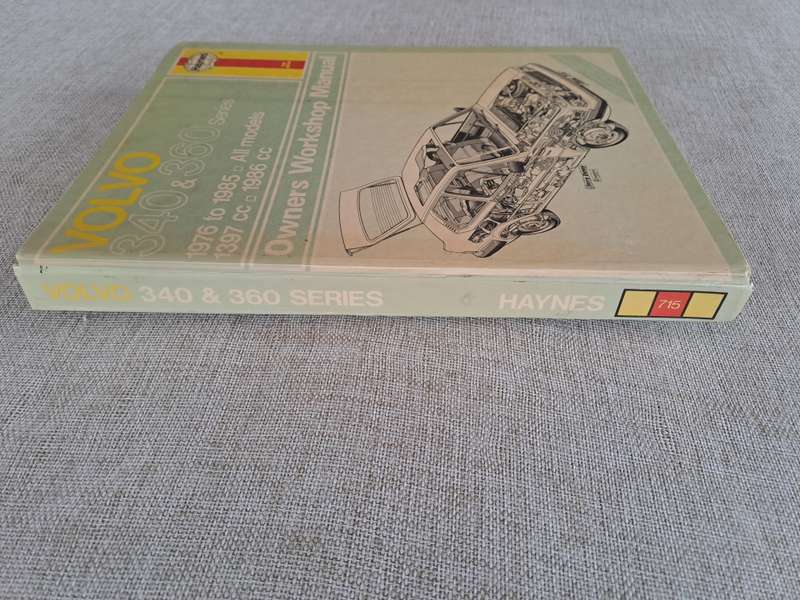 Haynes
VOLVO
340 & 360 Series
1976 to 1985 □ All models
1397 cc □ 1986 cc
Owners Workshop Manual
VOLVO 340 & 360 SERIES HAYNES 715